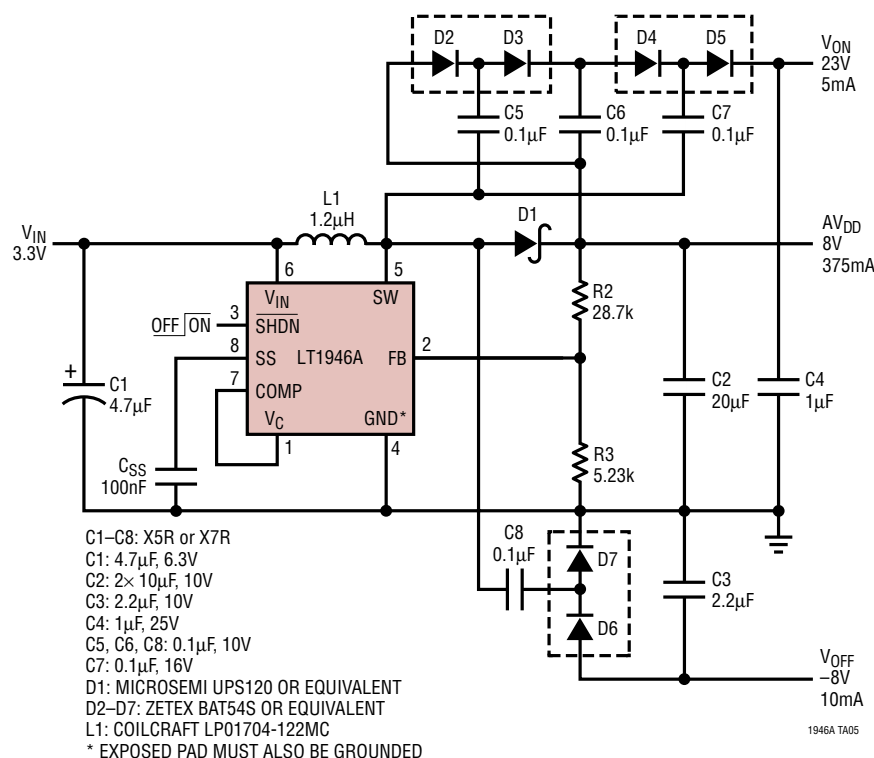 D2
D3
D4
D5
V_ON
23V
5mA
C5
0.1µF
C6
0.1µF
C7
0.1µF
L1
1.2µH
D1
V_IN
3.3V
AV_DD
8V
375mA
6
5
V_IN
SW
OFF ON
3
SHDN
8
SS
LT1946A
FB
2
7
COMP
V_C
GND*
1
4
R2
28.7k
R3
5.23k
+
C1
4.7µF
C_SS
100nF
C2
20µF
C4
1µF
C8
0.1µF
D7
D6
C3
2.2µF
V_OFF
–8V
10mA
C1–C8: X5R or X7R
C1: 4.7µF, 6.3V
C2: 2× 10µF, 10V
C3: 2.2µF, 10V
C4: 1µF, 25V
C5, C6, C8: 0.1µF, 10V
C7: 0.1µF, 16V
D1: MICROSEMI UPS120 OR EQUIVALENT
D2–D7: ZETEX BAT54S OR EQUIVALENT
L1: COILCRAFT LP01704-122MC
* EXPOSED PAD MUST ALSO BE GROUNDED
1946A TA05